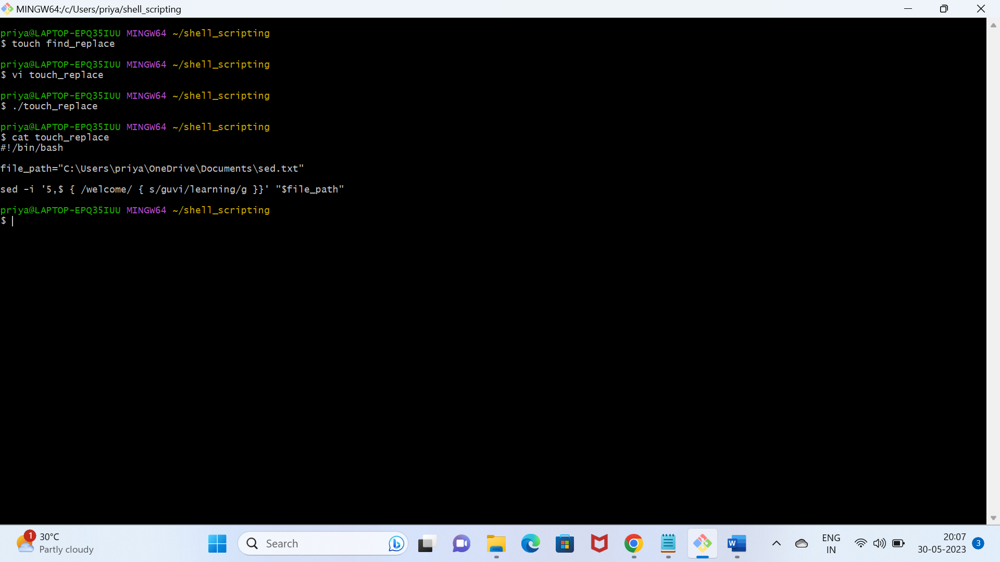 MINGW64:/c/Users/priya/shell_scripting
priya@LAPTOP-EPQ35IUU MINGW64 ~/shell_scripting
$ touch find_replace
priya@LAPTOP-EPQ35IUU MINGW64 ~/shell_scripting
$ vi touch_replace
priya@LAPTOP-EPQ35IUU MINGW64 ~/shell_scripting
$ ./touch_replace
priya@LAPTOP-EPQ35IUU MINGW64 ~/shell_scripting
$ cat touch_replace
#!/bin/bash
file_path="C:\Users\priya\OneDrive\Documents\sed.txt"
sed -i '5,$ { /welcome/ { s/guvi/learning/g }}' "$file_path"
priya@LAPTOP-EPQ35IUU MINGW64 ~/shell_scripting
$
1
30°C
Partly cloudy
Search
W
ENG
IN
20:07
30-05-2023
3